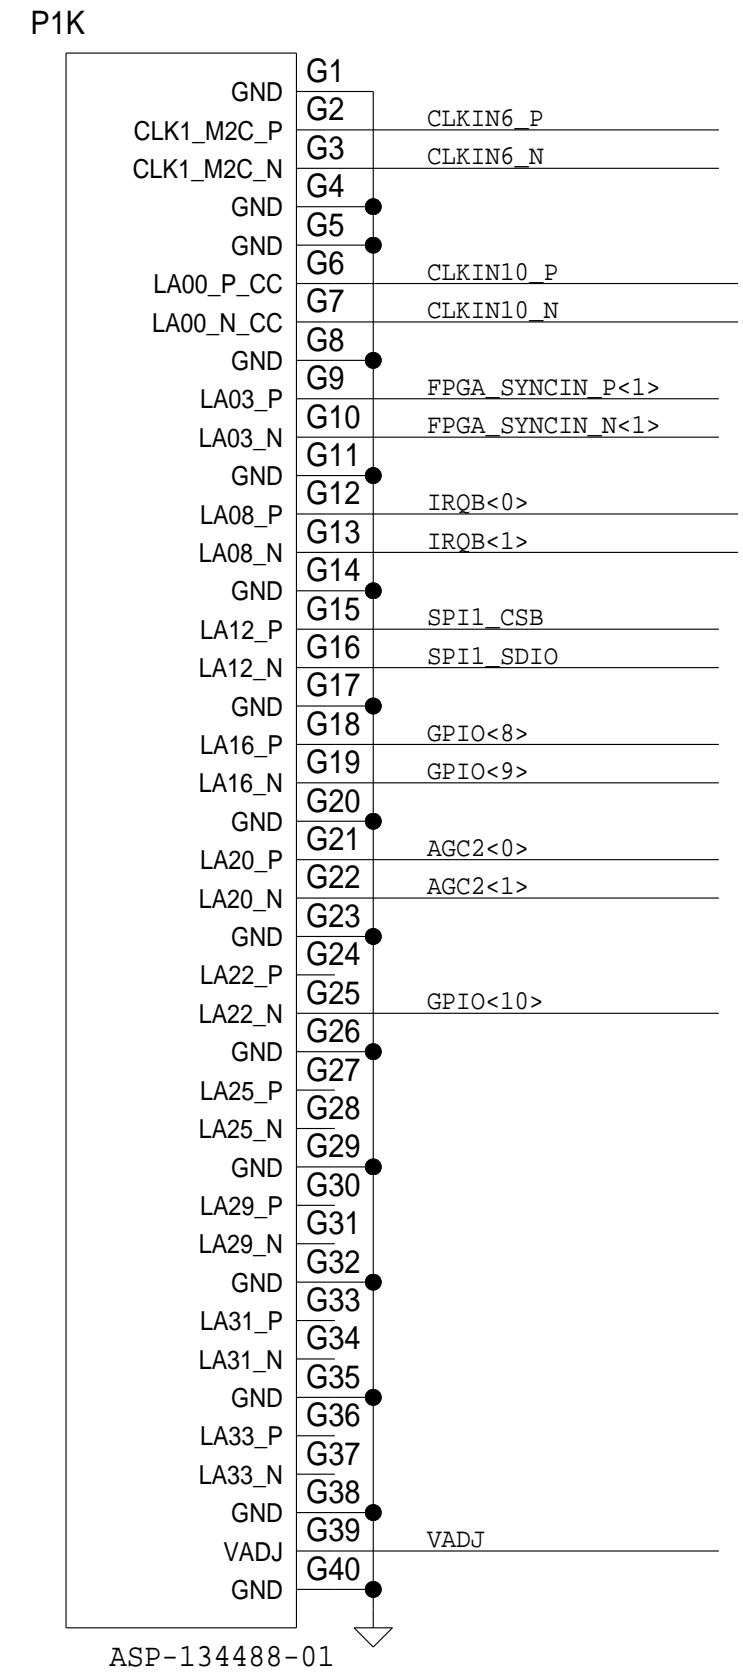 P1K
G1
GND
G2
CLK1_M2C_P CLKIN6_P
G3
CLK1_M2C_N CLKIN6_N
G4
GND
G5
GND
G6
LA00_P_CC CLKIN10_P
G7
LA00_N_CC CLKIN10_N
G8
GND
G9
LA03_P FPGA_SYNCIN_P<1>
G10
LA03_N FPGA_SYNCIN_N<1>
G11
GND
G12
LA08_P IRQB<0>
G13
LA08_N IRQB<1>
G14
GND
G15
LA12_P SPI1_CSB
G16
LA12_N SPI1_SDIO
G17
GND
G18
LA16_P GPIO<8>
G19
LA16_N GPIO<9>
G20
GND
G21
LA20_P AGC2<0>
G22
LA20_N AGC2<1>
G23
GND
G24
LA22_P
G25
LA22_N GPIO<10>
G26
GND
G27
LA25_P
G28
LA25_N
G29
GND
G30
LA29_P
G31
LA29_N
G32
GND
G33
LA31_P
G34
LA31_N
G35
GND
G36
LA33_P
G37
LA33_N
G38
GND
G39
VADJ VADJ
G40
GND
ASP-134488-01